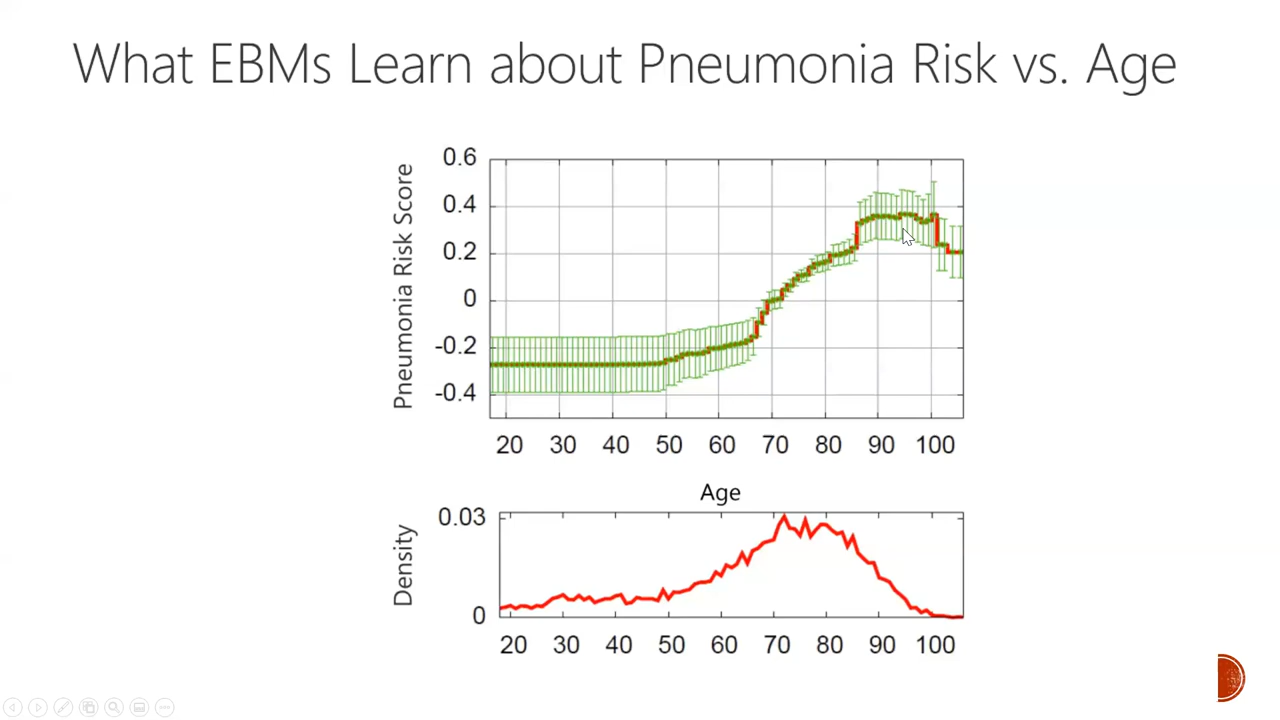 What EBMs Learn about Pneumonia Risk vs. Age
Pneumonia Risk Score
0.6
0.4
0.2
0
-0.2
-0.4
20 30 40 50 60 70 80 90 100
Age
Density
0.03
0
20 30 40 50 60 70 80 90 100